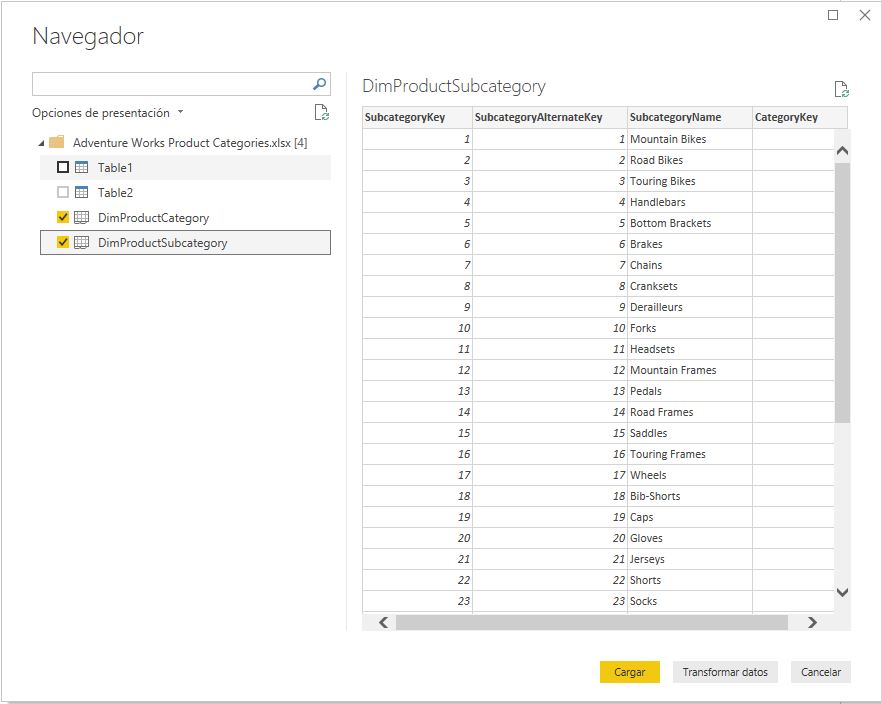 Navegador
Opciones de presentación
Adventure Works Product Categories.xlsx [4]
Table1
Table2
DimProductCategory
DimProductSubcategory
DimProductSubcategory
SubcategoryKey SubcategoryAlternateKey SubcategoryName CategoryKey
1 1 Mountain Bikes
2 2 Road Bikes
3 3 Touring Bikes
4 4 Handlebars
5 5 Bottom Brackets
6 6 Brakes
7 7 Chains
8 8 Cranksets
9 9 Derailleurs
10 10 Forks
11 11 Headsets
12 12 Mountain Frames
13 13 Pedals
14 14 Road Frames
15 15 Saddles
16 16 Touring Frames
17 17 Wheels
18 18 Bib-Shorts
19 19 Caps
20 20 Gloves
21 21 Jerseys
22 22 Shorts
23 23 Socks
Cargar Transformar datos Cancelar